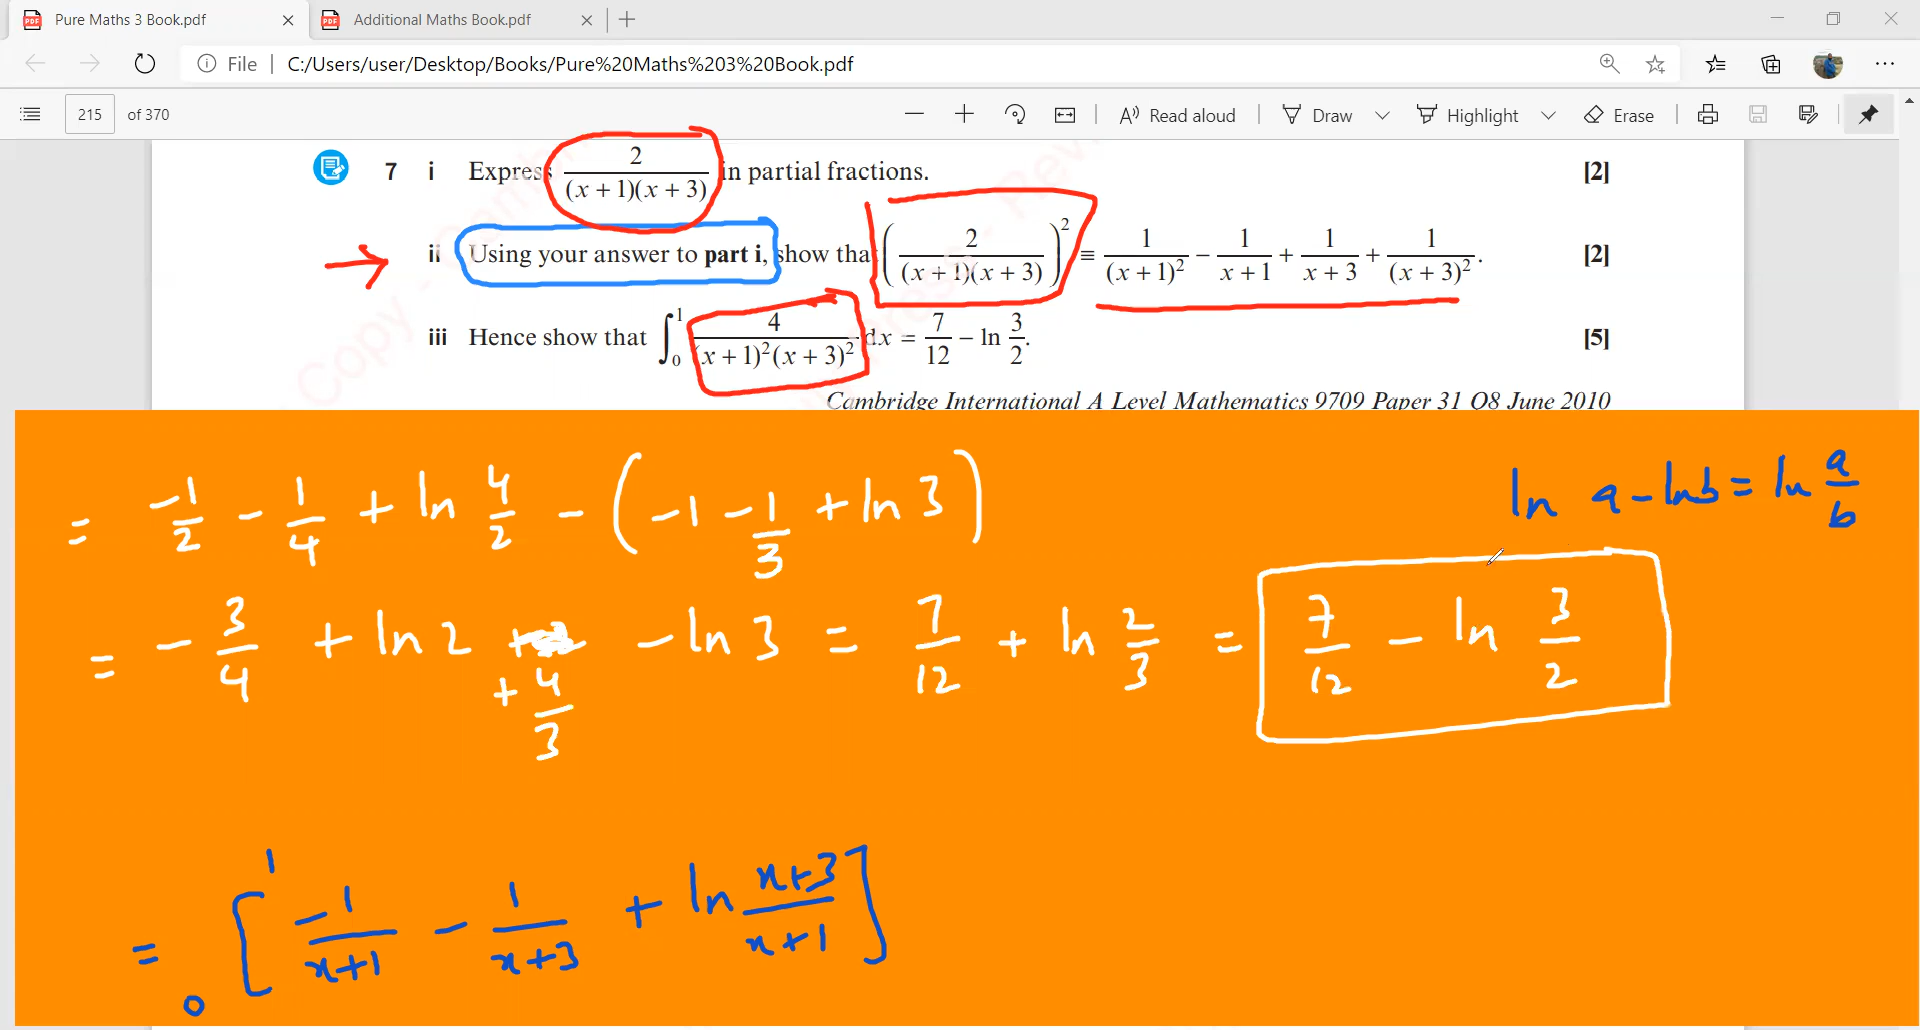 Pure Maths 3 Book.pdf
Additional Maths Book.pdf
File | C:/Users/user/Desktop/Books/Pure%20Maths%203%20Book.pdf
215 of 370
Read aloud
Draw
Highlight
Erase
7 i Express 2/((x + 1)(x + 3)) in partial fractions. [2]
ii Using your answer to part i, show that (2/((x + 1)(x + 3)))² ≡ 1/(x + 1)² − 1/(x + 1) + 1/(x + 3) + 1/(x + 3)². [2]
iii Hence show that ∫₀¹ 4/((x + 1)²(x + 3)²) dx = 7/12 − ln 3/2. [5]
Cambridge International A Level Mathematics 9709 Paper 31 Q8 June 2010
= −1/2 − 1/4 + ln 4/2 − (−1 − 1/3 + ln 3)
ln a − ln b = ln a/b
= − 3/4 + ln 2 + 4/3 − ln 3 = 7/12 + ln 2/3 = 7/12 − ln 3/2
= [−1/(x+1) − 1/(x+3) + ln (x+3)/(x+1)]₀¹